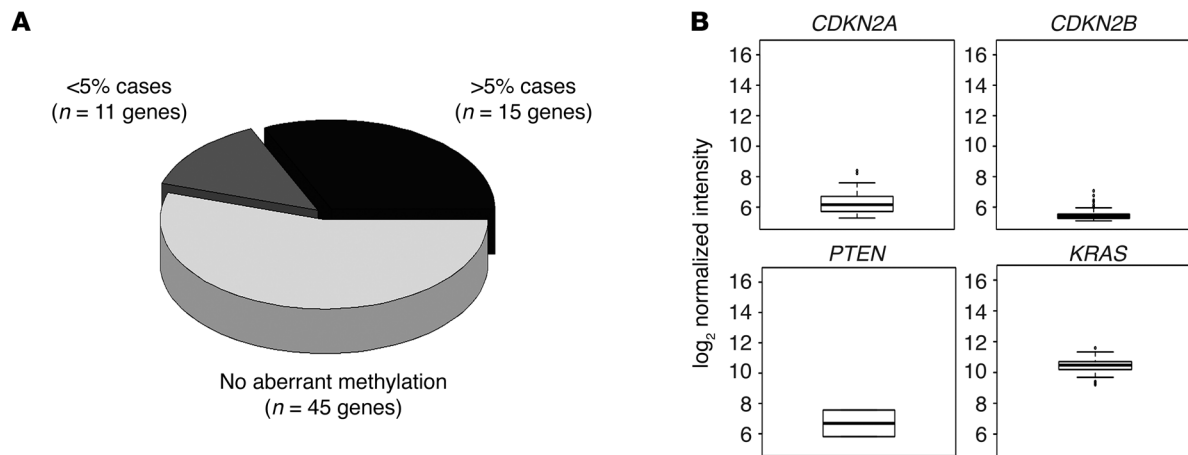 A
<5% cases
(n = 11 genes)
>5% cases
(n = 15 genes)
No aberrant methylation
(n = 45 genes)
B
log2 normalized intensity
CDKN2A
16
14
12
10
8
6
CDKN2B
16
14
12
10
8
6
PTEN
16
14
12
10
8
6
KRAS
16
14
12
10
8
6